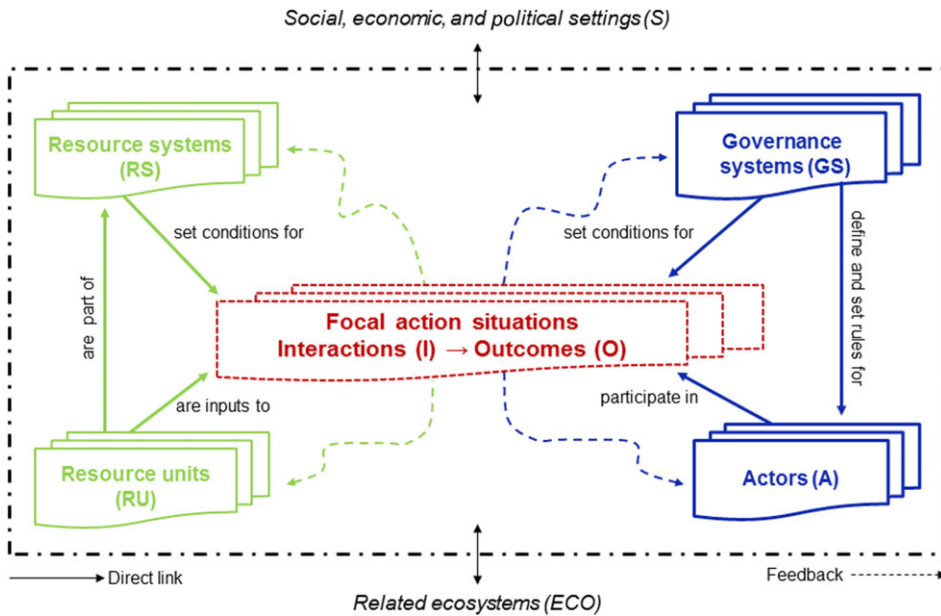 Social, economic, and political settings (S)
Resource systems
(RS)
Governance
systems (GS)
set conditions for
set conditions for
are part of
define and set rules for
Focal action situations
Interactions (I) → Outcomes (O)
are inputs to
participate in
Resource units
(RU)
Actors (A)
Direct link
Feedback
Related ecosystems (ECO)